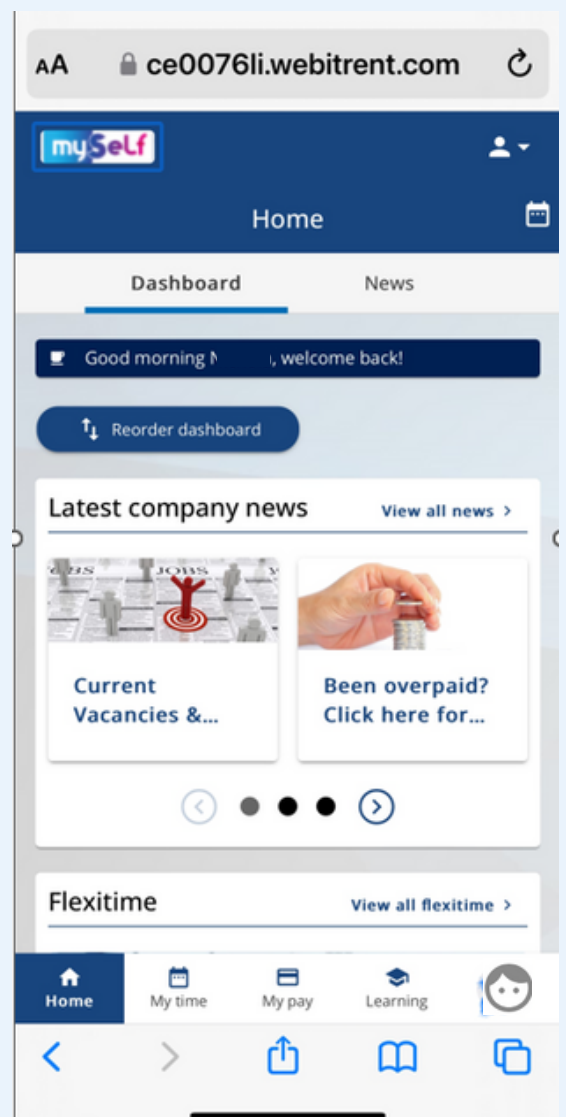 AA ce0076li.webitrent.com
mySeLf
Home
Dashboard News
Good morning N , welcome back!
Reorder dashboard
Latest company news View all news >
JOBS
Current Been overpaid?
Vacancies &... Click here for...
Flexitime View all flexitime >
Home My time My pay Learning